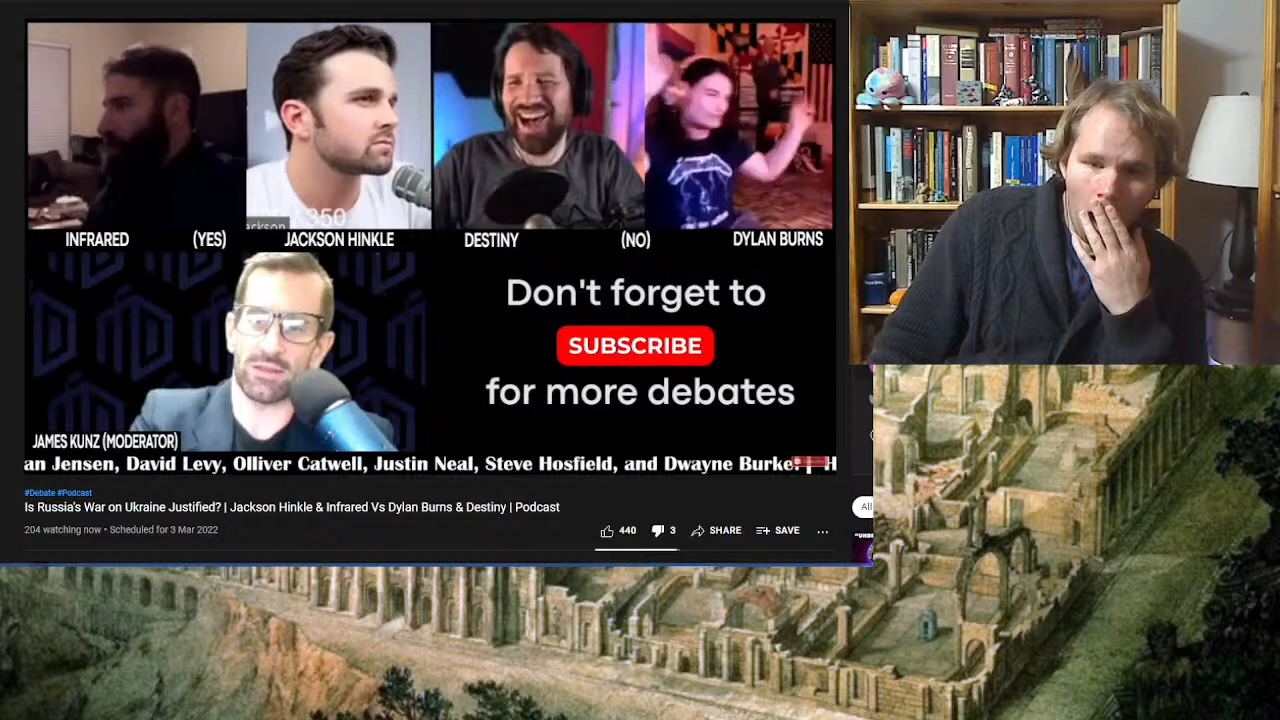 INFRARED (YES) JACKSON HINKLE DESTINY (NO) DYLAN BURNS
350
Don't forget to
SUBSCRIBE
for more debates
JAMES KUNZ (MODERATOR)
an Jensen, David Levy, Olliver Catwell, Justin Neal, Steve Hosfield, and Dwayne Burke. | H
#Debate #Podcast
Is Russia's War on Ukraine Justified? | Jackson Hinkle & Infrared Vs Dylan Burns & Destiny | Podcast
204 watching now • Scheduled for 3 Mar 2022
440 3 SHARE SAVE ...
All